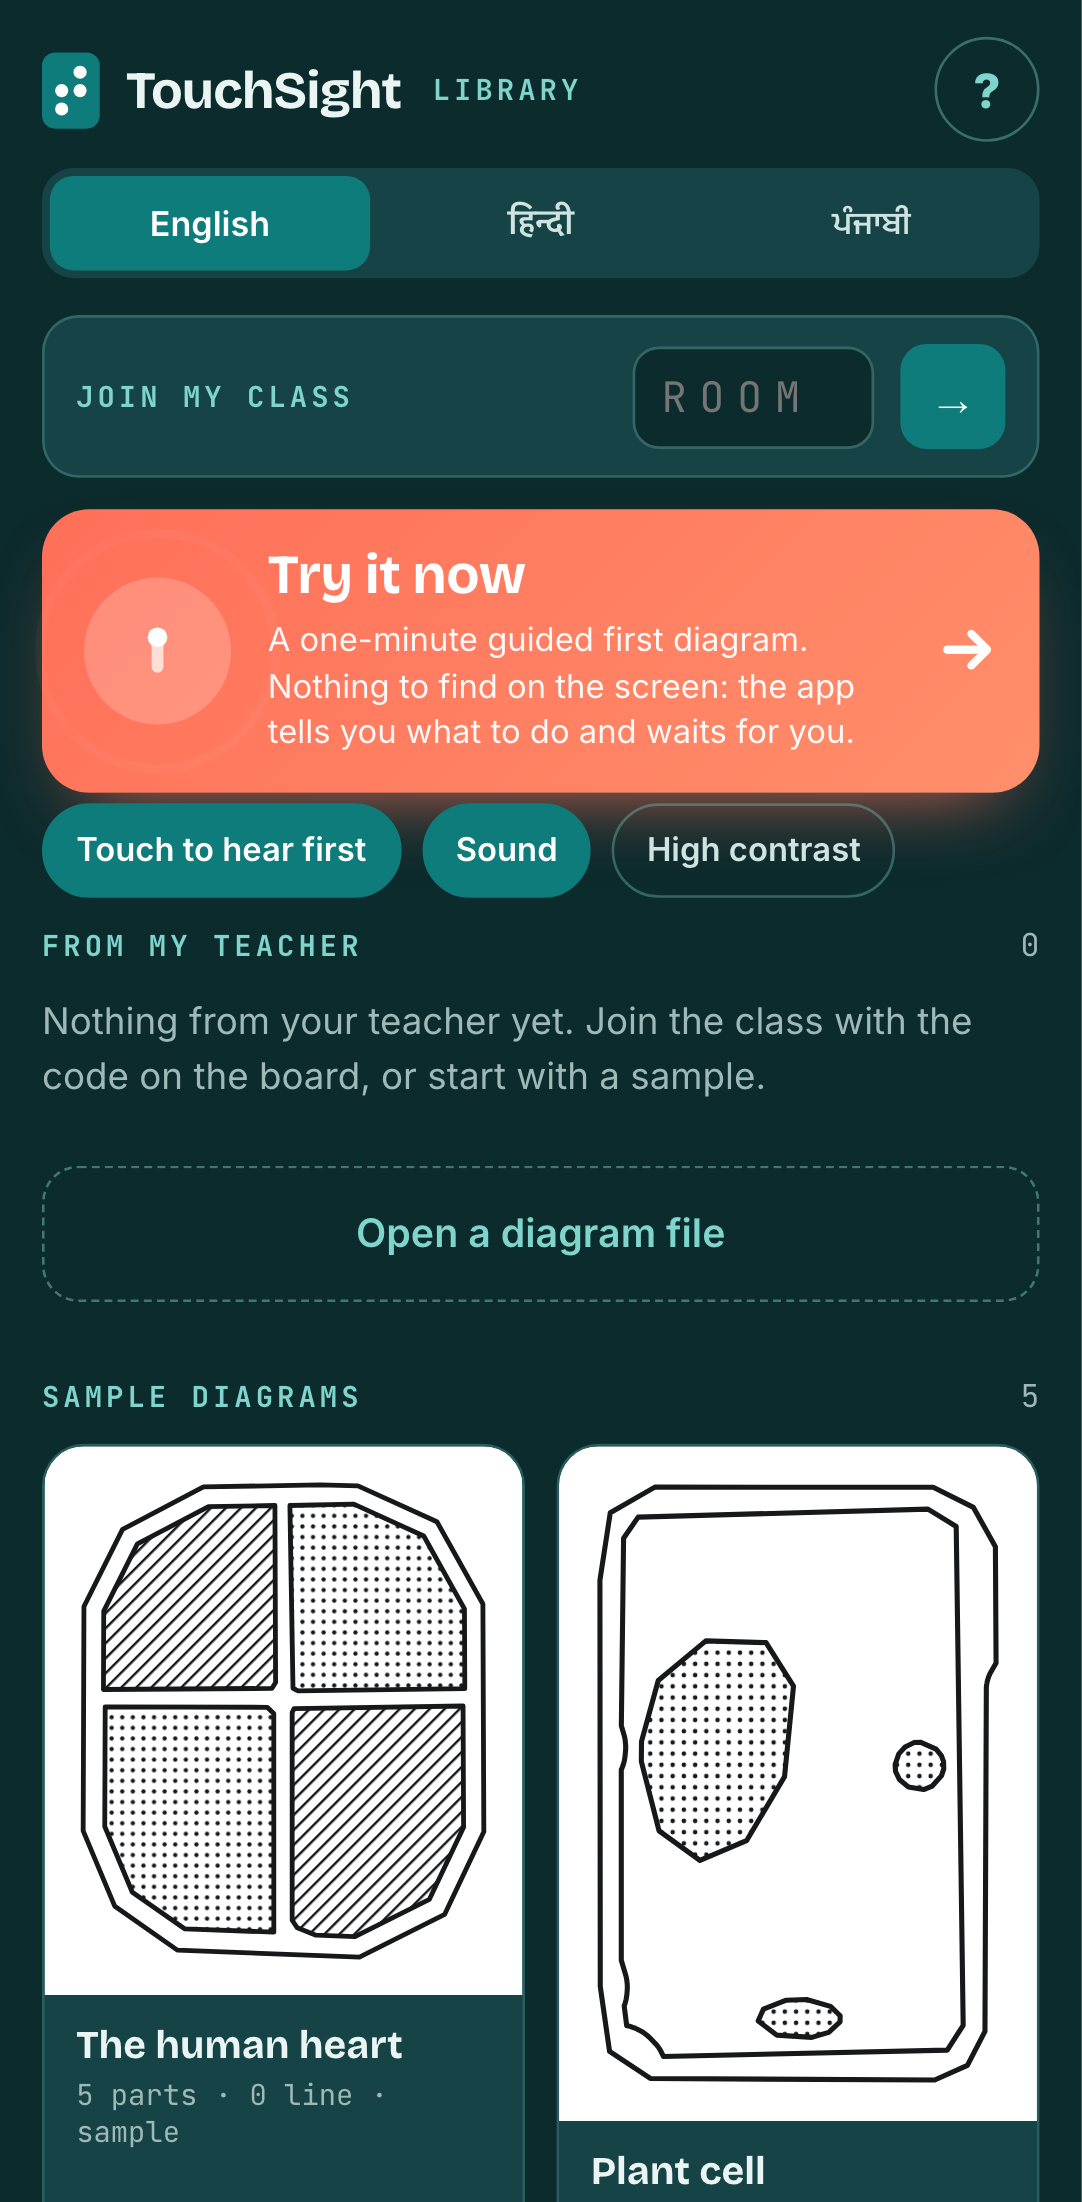 TouchSight LIBRARY ?
English हिन्दी ਪੰਜਾਬੀ
JOIN MY CLASS ROOM →
Try it now
A one-minute guided first diagram.
Nothing to find on the screen: the app
tells you what to do and waits for you.
Touch to hear first Sound High contrast
FROM MY TEACHER 0
Nothing from your teacher yet. Join the class with the
code on the board, or start with a sample.
Open a diagram file
SAMPLE DIAGRAMS 5
The human heart
5 parts · 0 line ·
sample
Plant cell